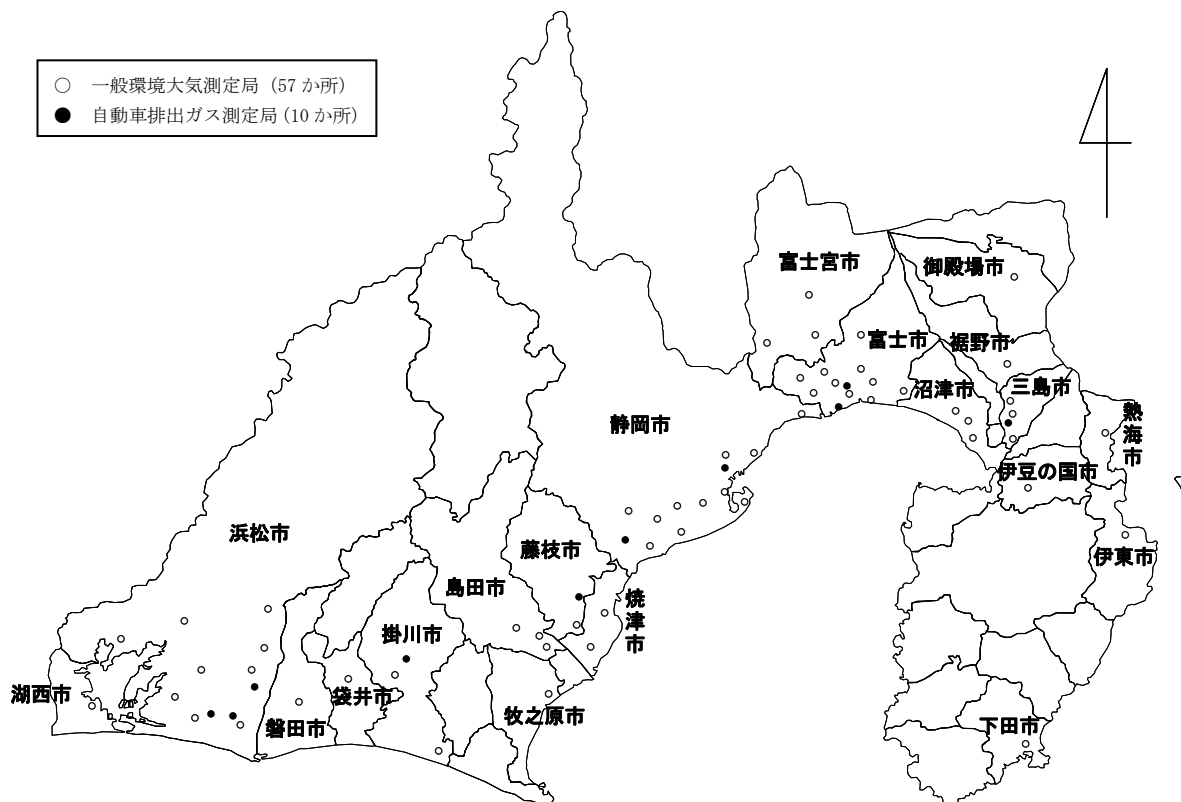 ○ 一般環境大気測定局（57 か所）
● 自動車排出ガス測定局（10 か所）
富士宮市
御殿場市
富士市
裾野市
沼津市
三島市
熱海市
静岡市
伊豆の国市
浜松市
藤枝市
伊東市
島田市
焼津市
掛川市
湖西市
袋井市
牧之原市
磐田市
下田市